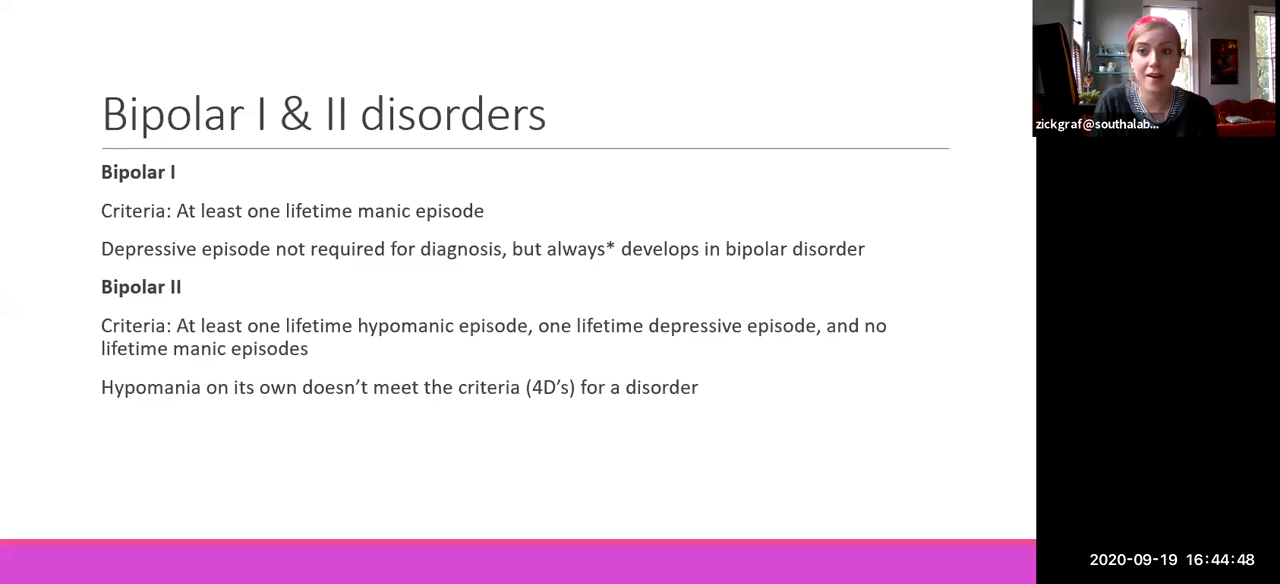 Bipolar I & II disorders
Bipolar I
Criteria: At least one lifetime manic episode
Depressive episode not required for diagnosis, but always* develops in bipolar disorder
Bipolar II
Criteria: At least one lifetime hypomanic episode, one lifetime depressive episode, and no
lifetime manic episodes
Hypomania on its own doesn’t meet the criteria (4D’s) for a disorder
zickgraf@southalab...
2020-09-19 16:44:48